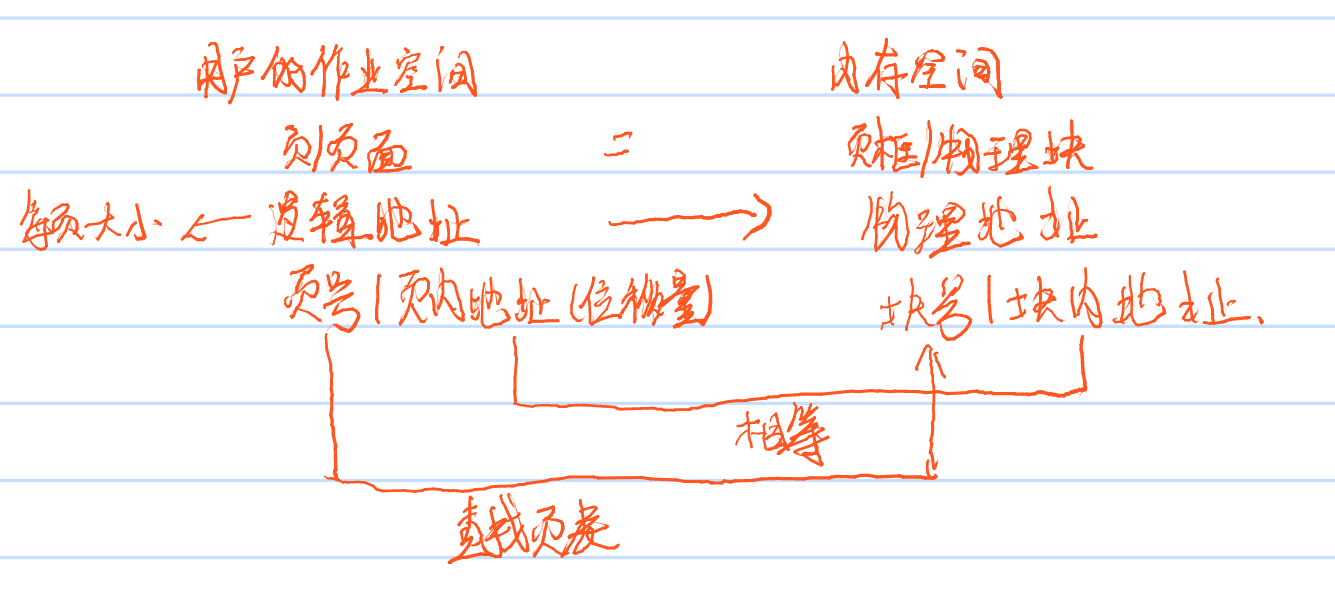 用户的作业空间 内存空间
页/页面 = 页框/物理块
每页大小 ← 逻辑地址 → 物理地址
页号 | 页内地址(位移量) 块号 | 块内地址.
相等
查找页表